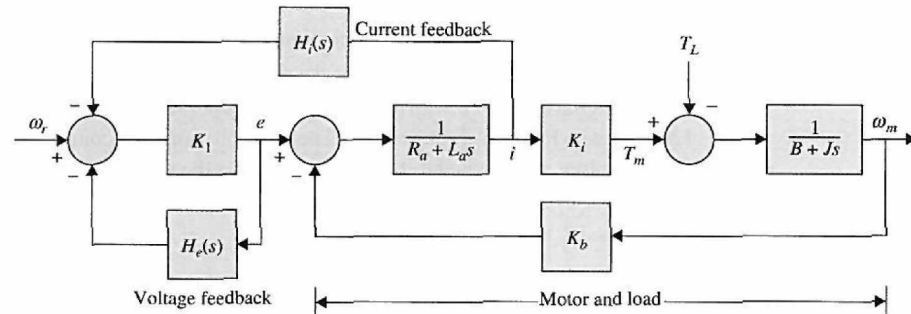 H_i(s)
Current feedback
T_L
−
−
ω_r
+
K_1
e
+
1
R_a + L_a s
i
K_i
+
T_m
1
B + Js
ω_m
−
−
H_e(s)
K_b
Voltage feedback
Motor and load